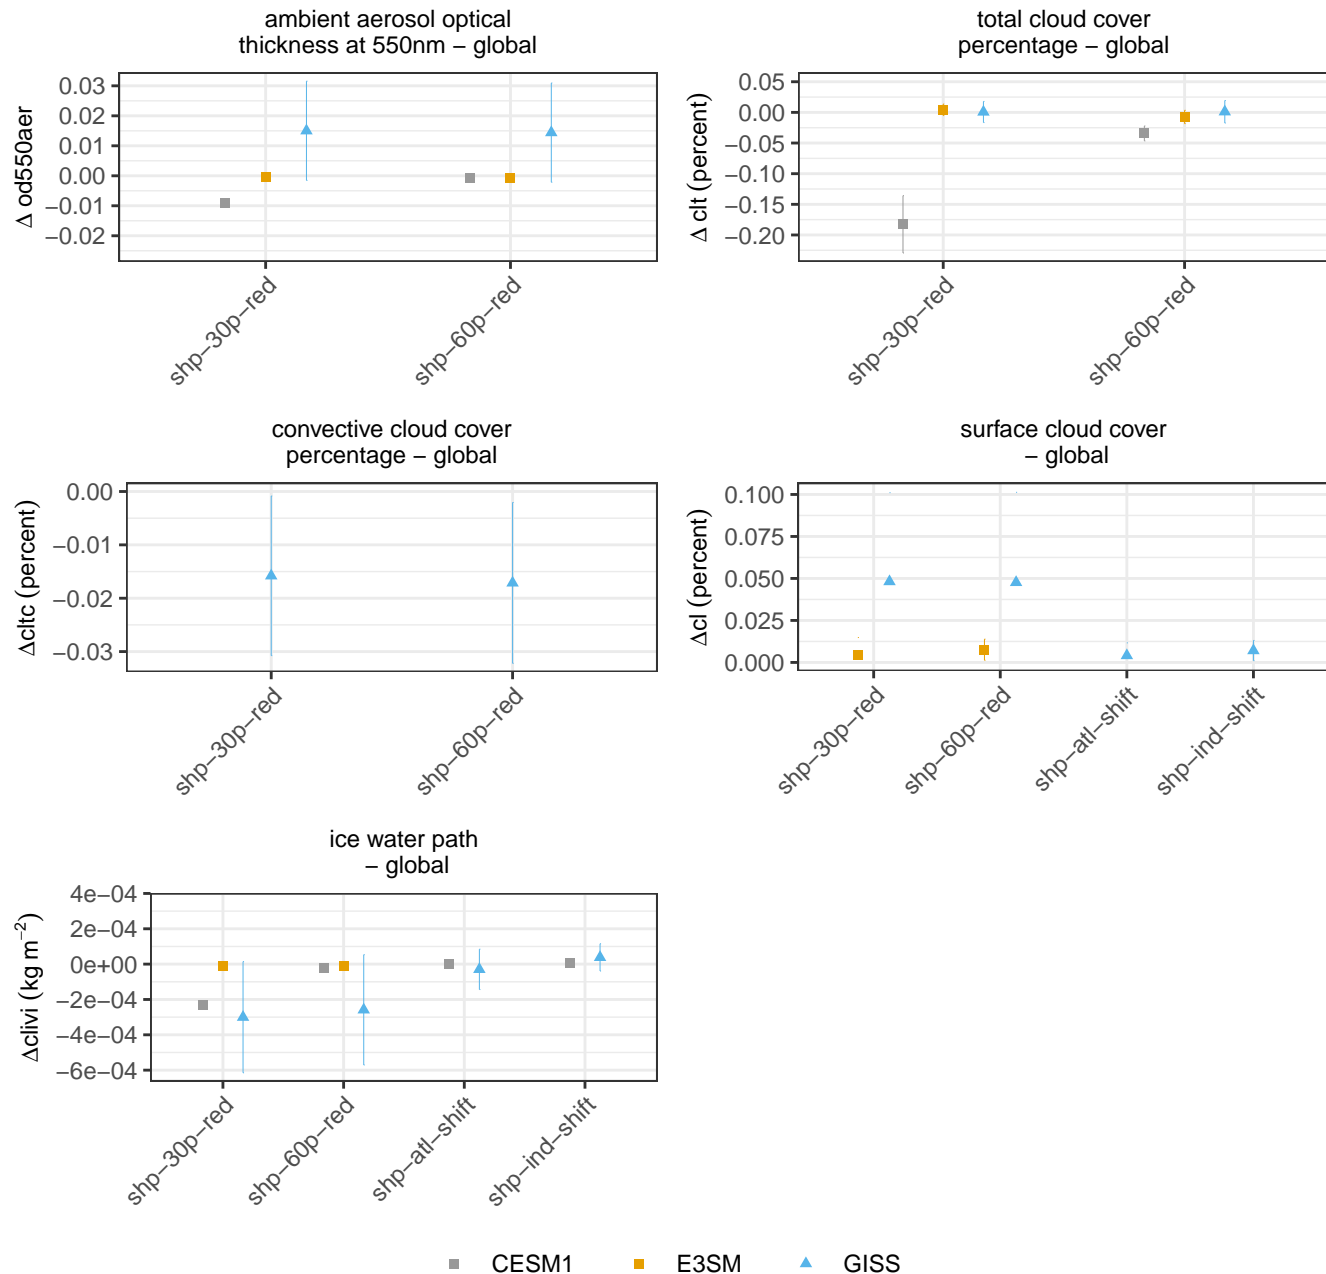 ambient aerosol optical
thickness at 550nm − global
Δ od550aer
0.03
0.02
0.01
0.00
−0.01
−0.02
shp−30p−red
shp−60p−red
total cloud cover
percentage − global
Δ clt (percent)
0.05
0.00
−0.05
−0.10
−0.15
−0.20
shp−30p−red
shp−60p−red
convective cloud cover
percentage − global
Δcltc (percent)
0.00
−0.01
−0.02
−0.03
shp−30p−red
shp−60p−red
surface cloud cover
− global
Δcl (percent)
0.100
0.075
0.050
0.025
0.000
shp−30p−red
shp−60p−red
shp−atl−shift
shp−ind−shift
ice water path
− global
Δclivi (kg m⁻²)
4e−04
2e−04
0e+00
−2e−04
−4e−04
−6e−04
shp−30p−red
shp−60p−red
shp−atl−shift
shp−ind−shift
CESM1 E3SM GISS